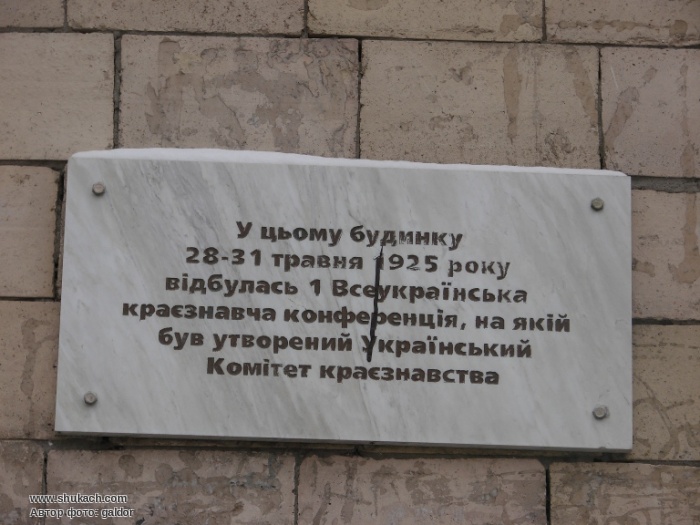 У цьому будинку
28-31 травня 1925 року
відбулась 1 Всеукраїнська
краєзнавча конференція, на якій
був утворений Український
Комітет краєзнавства
www.shukach.com
Автор фото: gaktor